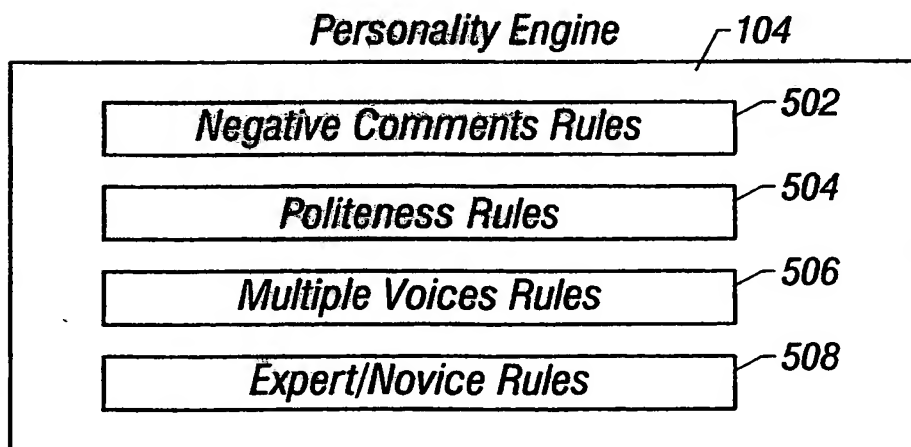 Personality Engine
104
Negative Comments Rules
502
Politeness Rules
504
Multiple Voices Rules
506
Expert/Novice Rules
508